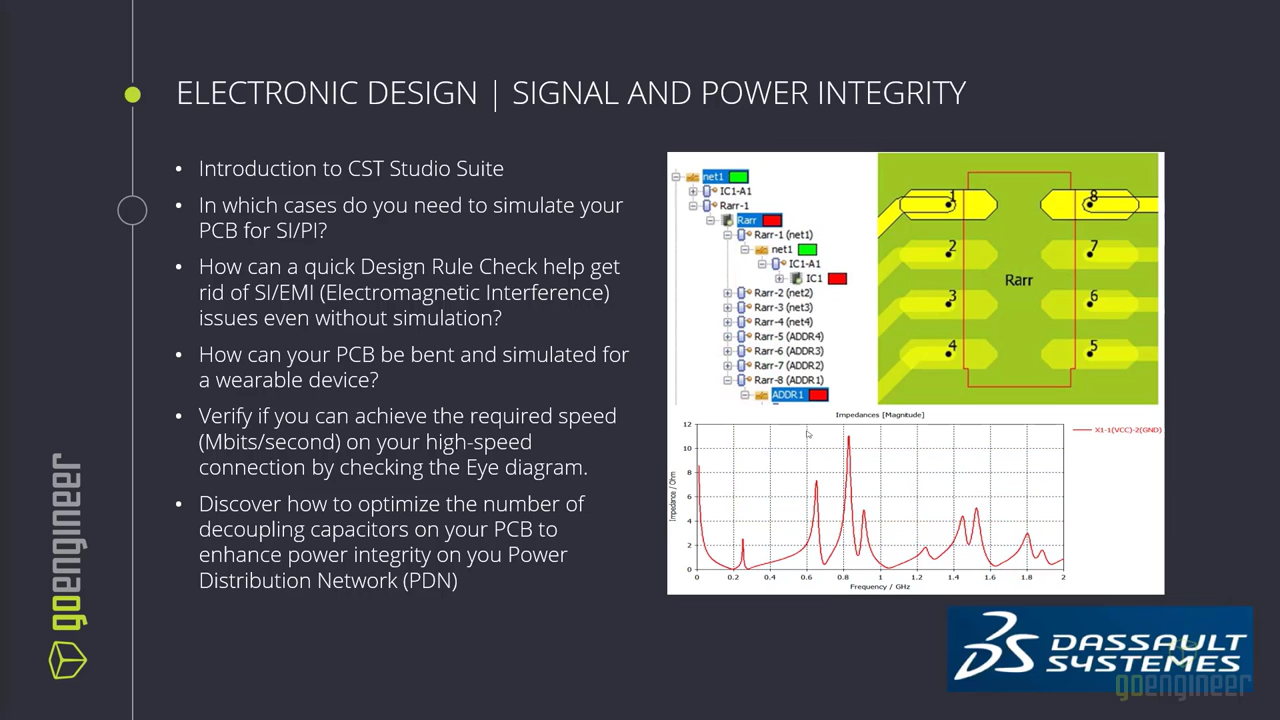 ELECTRONIC DESIGN | SIGNAL AND POWER INTEGRITY
• Introduction to CST Studio Suite
• In which cases do you need to simulate your
PCB for SI/PI?
• How can a quick Design Rule Check help get
rid of SI/EMI (Electromagnetic Interference)
issues even without simulation?
• How can your PCB be bent and simulated for
a wearable device?
• Verify if you can achieve the required speed
(Mbits/second) on your high-speed
connection by checking the Eye diagram.
• Discover how to optimize the number of
decoupling capacitors on your PCB to
enhance power integrity on you Power
Distribution Network (PDN)
net1
IC1-A1
Rarr-1
Rarr
Rarr-1 (net1)
net1
IC1-A1
IC1
Rarr-2 (net2)
Rarr-3 (net3)
Rarr-4 (net4)
Rarr-5 (ADDR4)
Rarr-6 (ADDR3)
Rarr-7 (ADDR2)
Rarr-8 (ADDR1)
ADDR1
1 8
2 7
Rarr
3 6
4 5
Impedances [Magnitude]
X1-1(VCC)-2(GND)
Impedance / Ohm
12
10
8
6
4
2
0
0 0.2 0.4 0.6 0.8 1 1.2 1.4 1.6 1.8 2
Frequency / GHz
goengineer
DASSAULT
SYSTEMES
goengineer